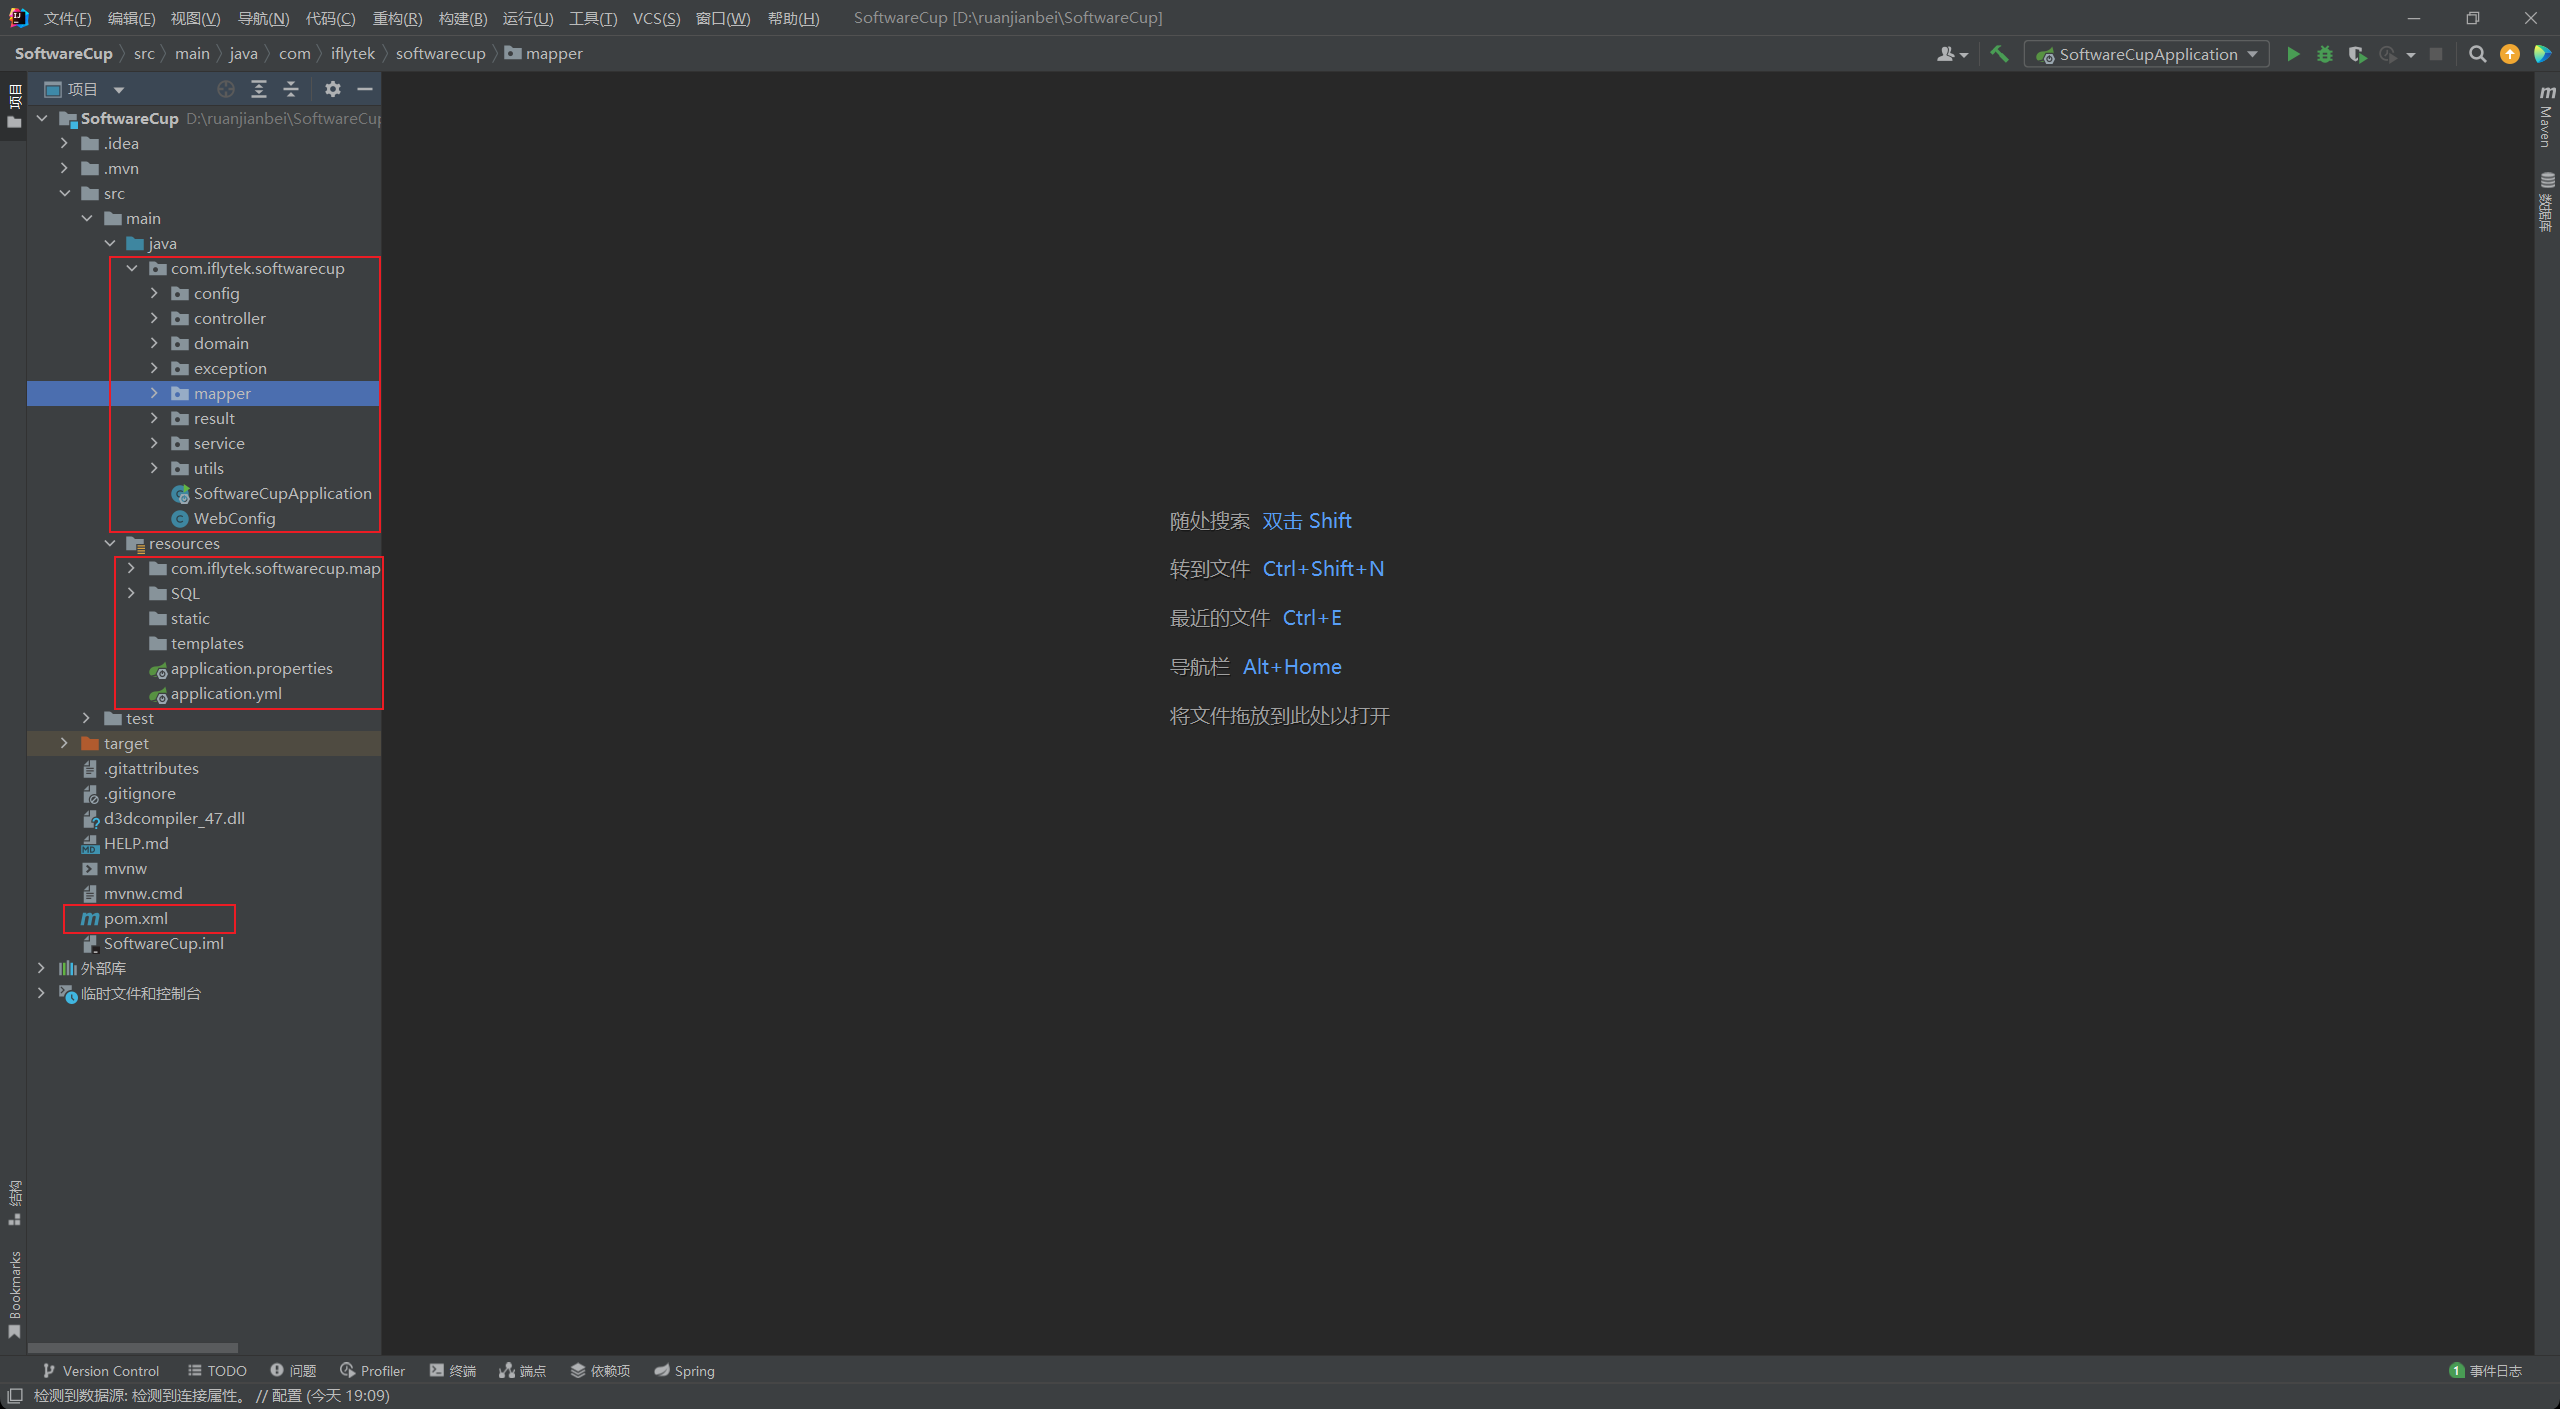 文件(F) 编辑(E) 视图(V) 导航(N) 代码(C) 重构(R) 构建(B) 运行(U) 工具(T) VCS(S) 窗口(W) 帮助(H) SoftwareCup [D:\ruanjianbei\SoftwareCup]
SoftwareCup src main java com iflytek softwarecup mapper SoftwareCupApplication
项目
项目
SoftwareCup D:\ruanjianbei\SoftwareCup
.idea
.mvn
src
main
java
com.iflytek.softwarecup
config
controller
domain
exception
mapper
result
service
utils
SoftwareCupApplication
WebConfig
resources
com.iflytek.softwarecup.map
SQL
static
templates
application.properties
application.yml
test
target
.gitattributes
.gitignore
d3dcompiler_47.dll
HELP.md
mvnw
mvnw.cmd
pom.xml
SoftwareCup.iml
外部库
临时文件和控制台
结构
Bookmarks
随处搜索 双击 Shift
转到文件 Ctrl+Shift+N
最近的文件 Ctrl+E
导航栏 Alt+Home
将文件拖放到此处以打开
Maven
数据库
Version Control TODO 问题 Profiler 终端 端点 依赖项 Spring 1 事件日志
检测到数据源: 检测到连接属性。 // 配置 (今天 19:09)